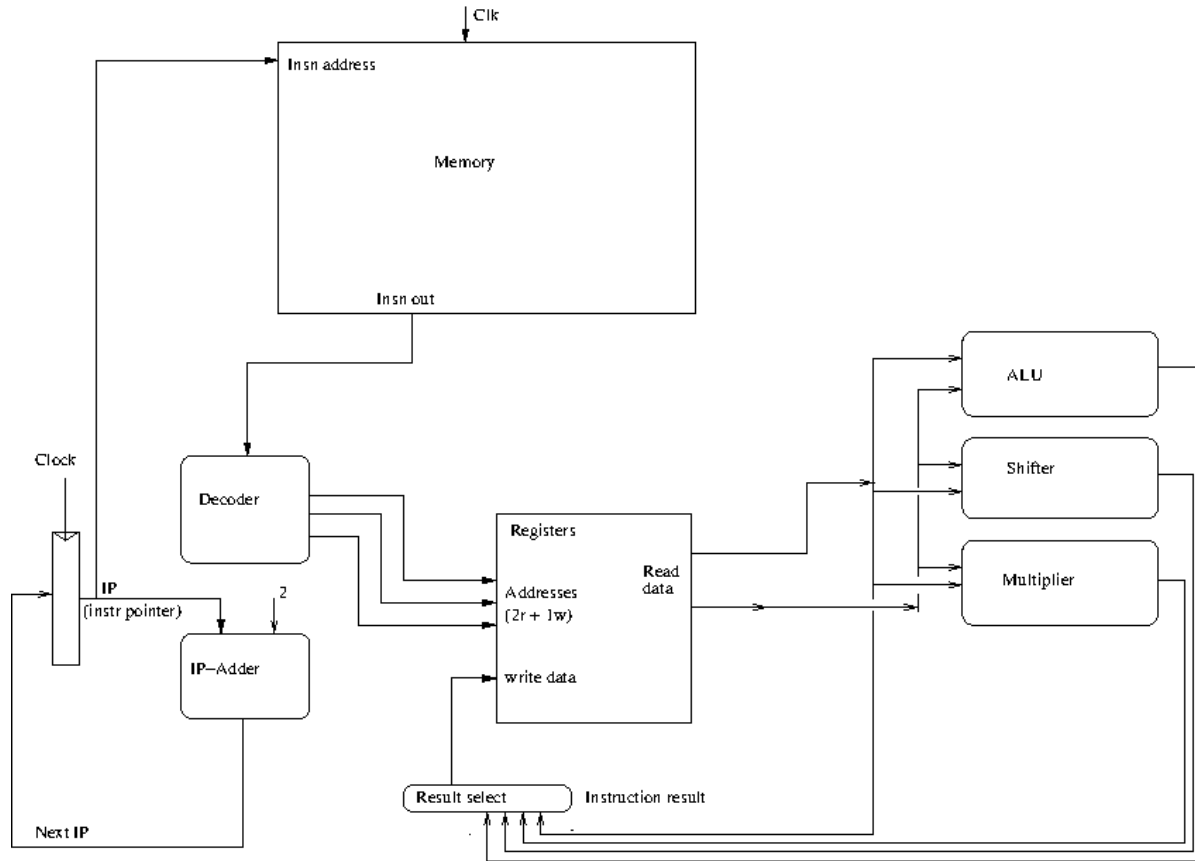 Clk
Insn address
Memory
Insn out
ALU
Clock
Decoder
Shifter
Registers
Read
data
Multiplier
IP
(instr pointer)
2
Addresses
(2r + 1w)
IP–Adder
write data
Result select
Instruction result
Next IP